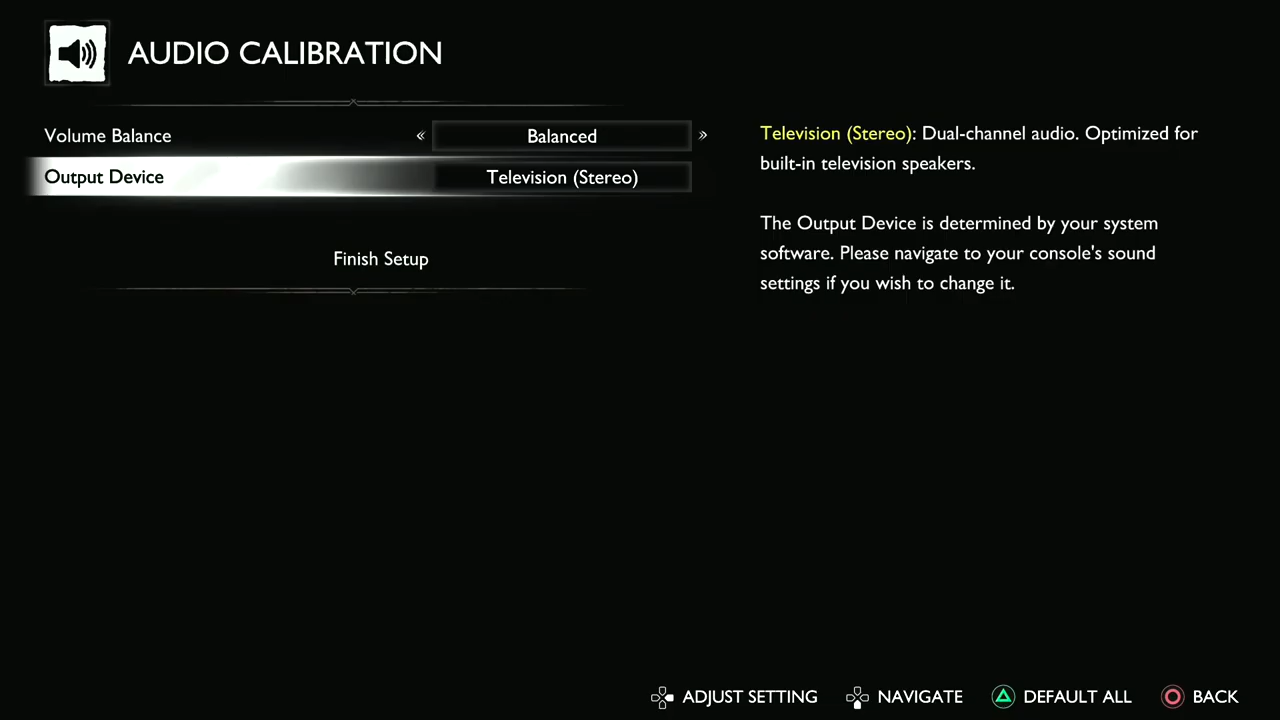 AUDIO CALIBRATION
Volume Balance « Balanced »
Output Device Television (Stereo)
Finish Setup
Television (Stereo): Dual-channel audio. Optimized for
built-in television speakers.
The Output Device is determined by your system
software. Please navigate to your console's sound
settings if you wish to change it.
ADJUST SETTING NAVIGATE DEFAULT ALL BACK